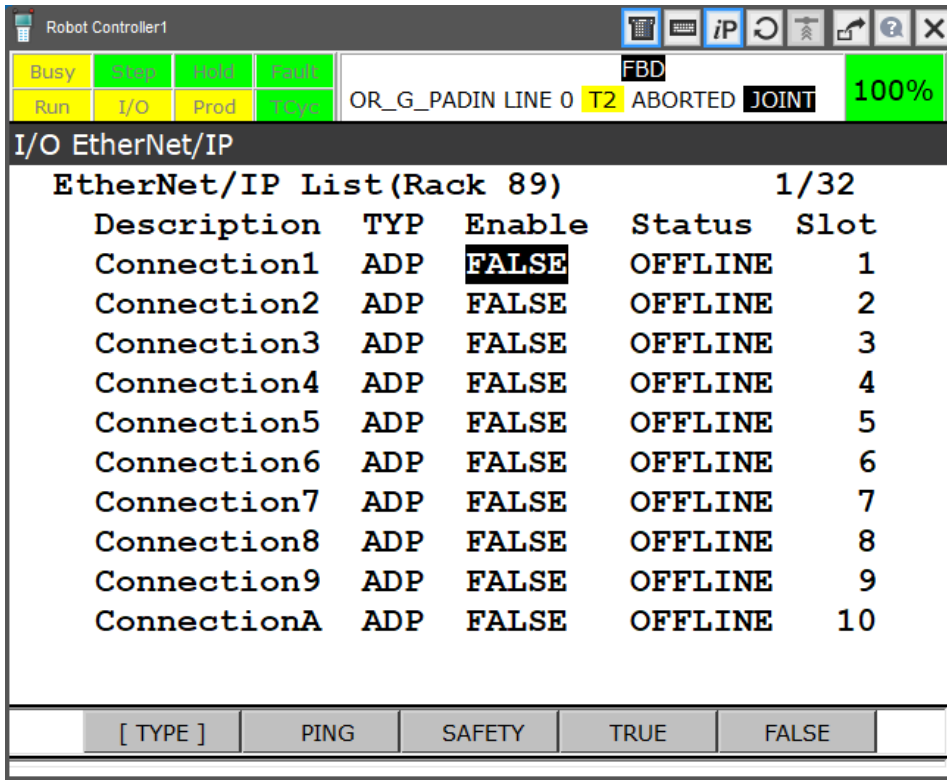 Robot Controller1
iP
Busy Step Hold Fault
Run I/O Prod TCyc
FBD
OR_G_PADIN LINE 0 T2 ABORTED JOINT
100%
I/O EtherNet/IP
EtherNet/IP List(Rack 89) 1/32
Description TYP Enable Status Slot
Connection1 ADP FALSE OFFLINE 1
Connection2 ADP FALSE OFFLINE 2
Connection3 ADP FALSE OFFLINE 3
Connection4 ADP FALSE OFFLINE 4
Connection5 ADP FALSE OFFLINE 5
Connection6 ADP FALSE OFFLINE 6
Connection7 ADP FALSE OFFLINE 7
Connection8 ADP FALSE OFFLINE 8
Connection9 ADP FALSE OFFLINE 9
ConnectionA ADP FALSE OFFLINE 10
[ TYPE ] PING SAFETY TRUE FALSE